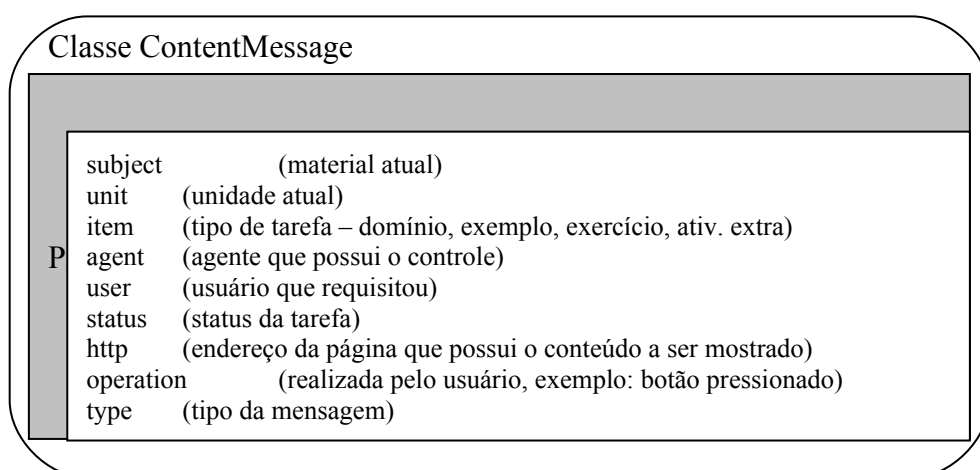 Classe ContentMessage
subject (material atual)
unit (unidade atual)
item (tipo de tarefa – domínio, exemplo, exercício, ativ. extra)
P
agent (agente que possui o controle)
user (usuário que requisitou)
status (status da tarefa)
http (endereço da página que possui o conteúdo a ser mostrado)
operation (realizada pelo usuário, exemplo: botão pressionado)
type (tipo da mensagem)